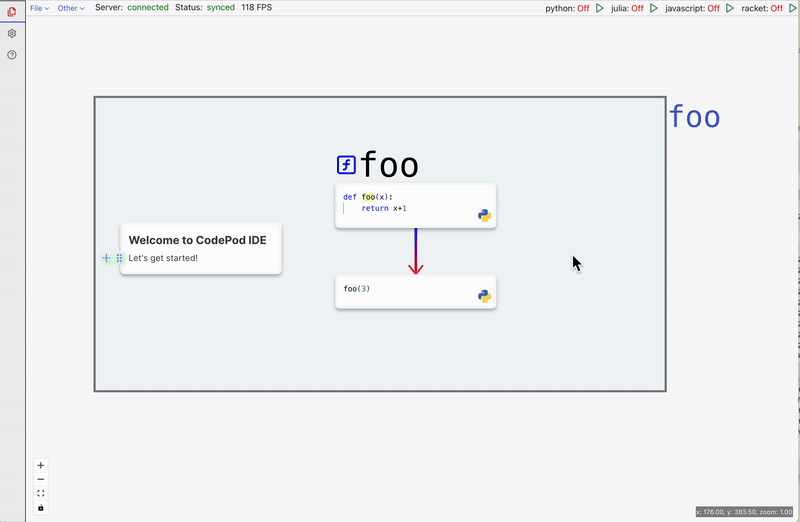 File Other Server: connected Status: synced 118 FPS python: Off julia: Off javascript: Off racket: Off
foo
foo
def foo(x):
return x+1
Welcome to CodePod IDE
Let's get started!
foo(3)
x: 176.00, y: 383.50, zoom: 1.00